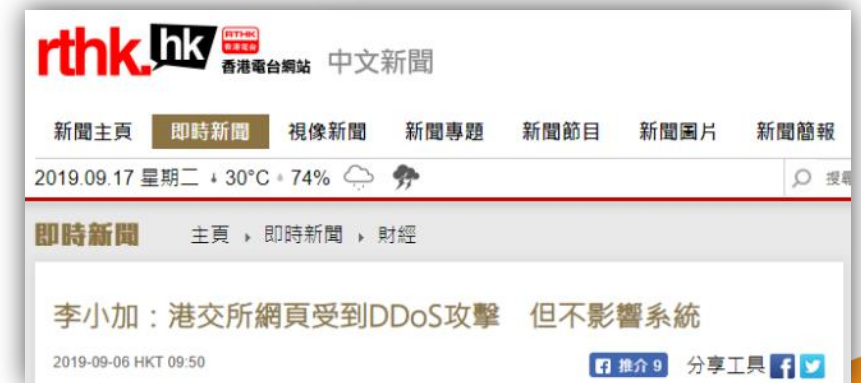 rthk.hk RTHK 香港電台 香港電台網站 中文新聞
新聞主頁 即時新聞 視像新聞 新聞專題 新聞節目 新聞圖片 新聞簡報
2019.09.17 星期二 30°C 74%
即時新聞 主頁 › 即時新聞 › 財經
李小加：港交所網頁受到DDoS攻擊 但不影響系統
2019-09-06 HKT 09:50 推介 9 分享工具